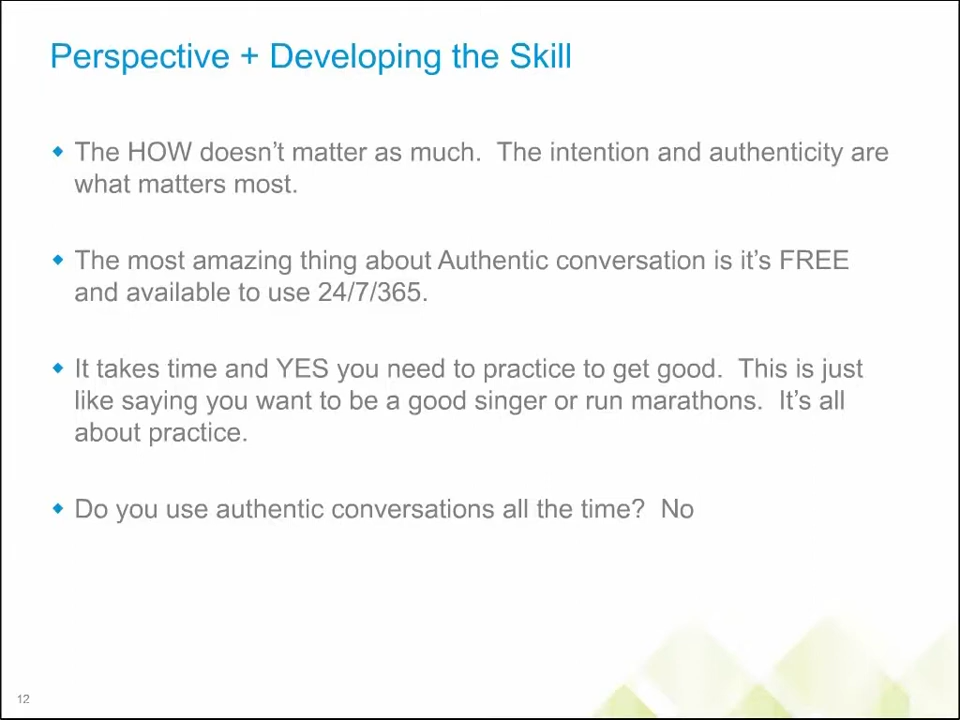 Perspective + Developing the Skill
The HOW doesn't matter as much.  The intention and authenticity are
what matters most.
The most amazing thing about Authentic conversation is it's FREE
and available to use 24/7/365.
It takes time and YES you need to practice to get good.  This is just
like saying you want to be a good singer or run marathons.  It's all
about practice.
Do you use authentic conversations all the time?  No
12